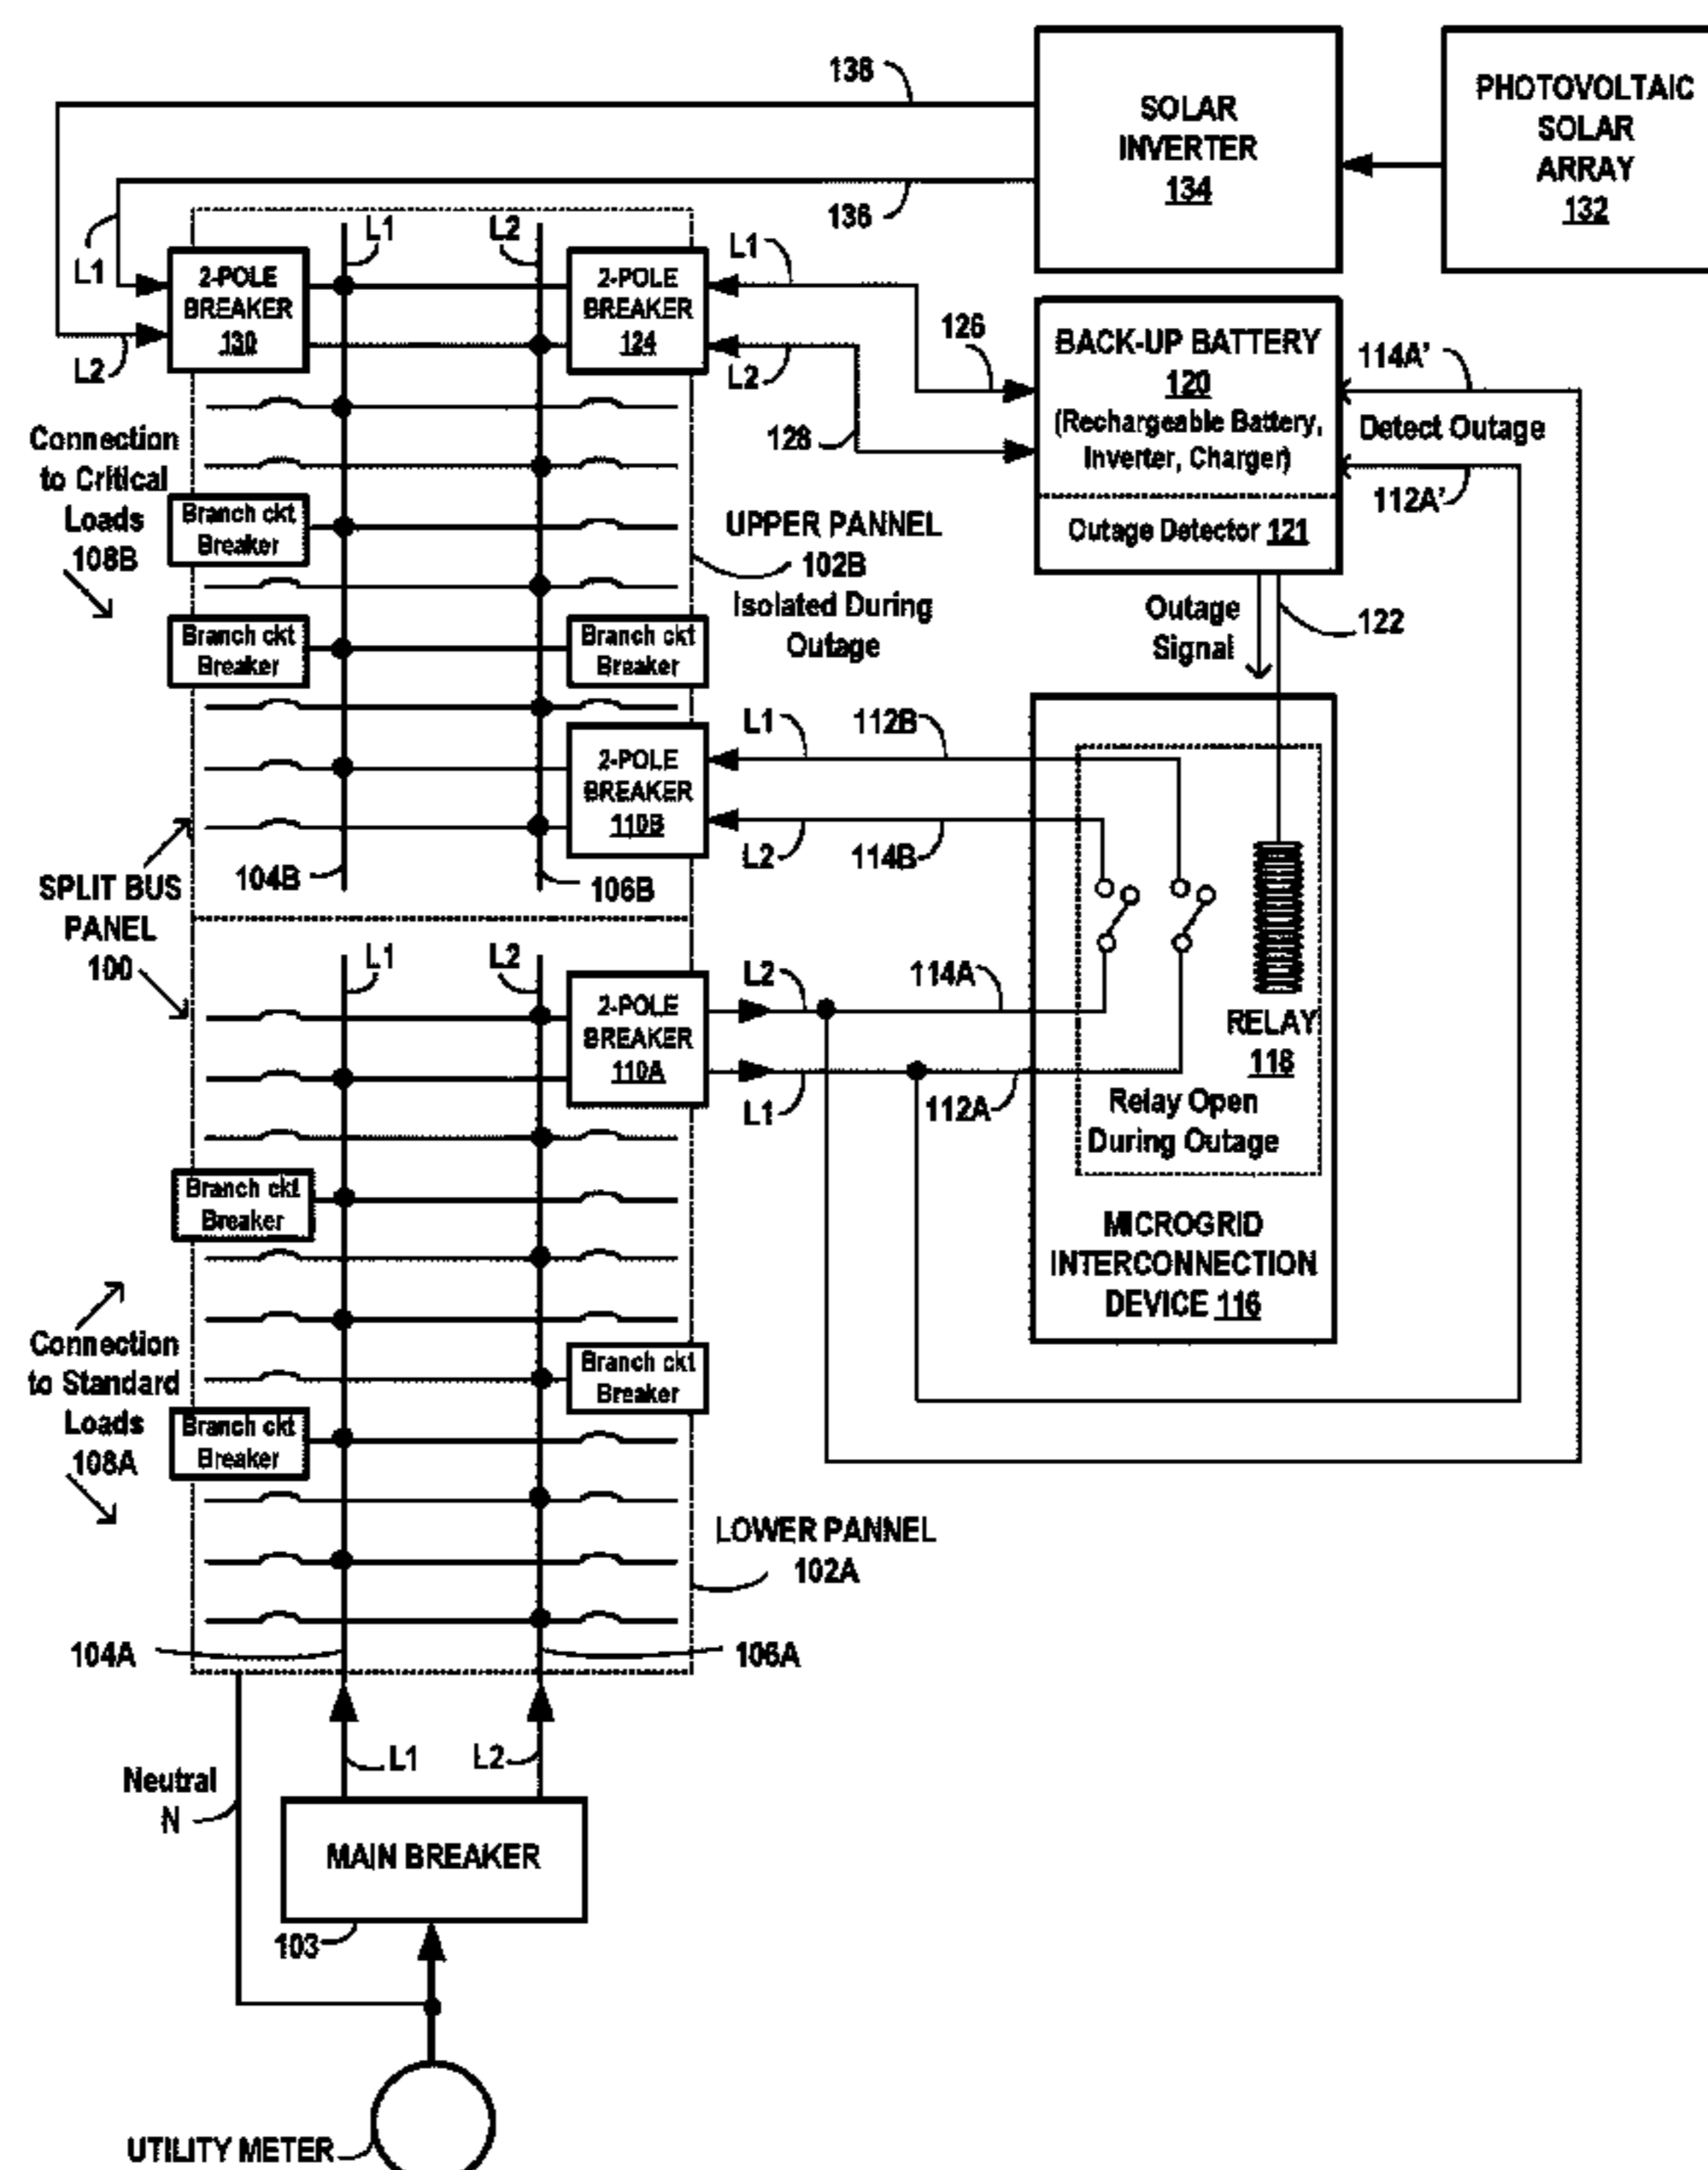 138
SOLAR
INVERTER
134
PHOTOVOLTAIC
SOLAR
ARRAY
132
136
L1
L2
L1
L2
2-POLE
BREAKER
130
2-POLE
BREAKER
124
L1
L2
126
128
BACK-UP BATTERY
120
(Rechargeable Battery,
Inverter, Charger)
Outage Detector 121
114A'
Detect Outage
112A'
Connection
to Critical
Loads
108B
Branch ckt
Breaker
UPPER PANNEL
102B
Isolated During
Outage
Branch ckt
Breaker
Branch ckt
Breaker
Outage
Signal
122
L1
112B
2-POLE
BREAKER
110B
L2
114B
104B
106B
SPLIT BUS
PANEL
100
L1
L2
2-POLE
BREAKER
110A
L2
114A
L1
112A
RELAY
118
Relay Open
During Outage
MICROGRID
INTERCONNECTION
DEVICE 116
Branch ckt
Breaker
Connection
to Standard
Loads
108A
Branch ckt
Breaker
Branch ckt
Breaker
LOWER PANNEL
102A
104A
106A
L1
L2
Neutral
N
MAIN BREAKER
103
UTILITY METER